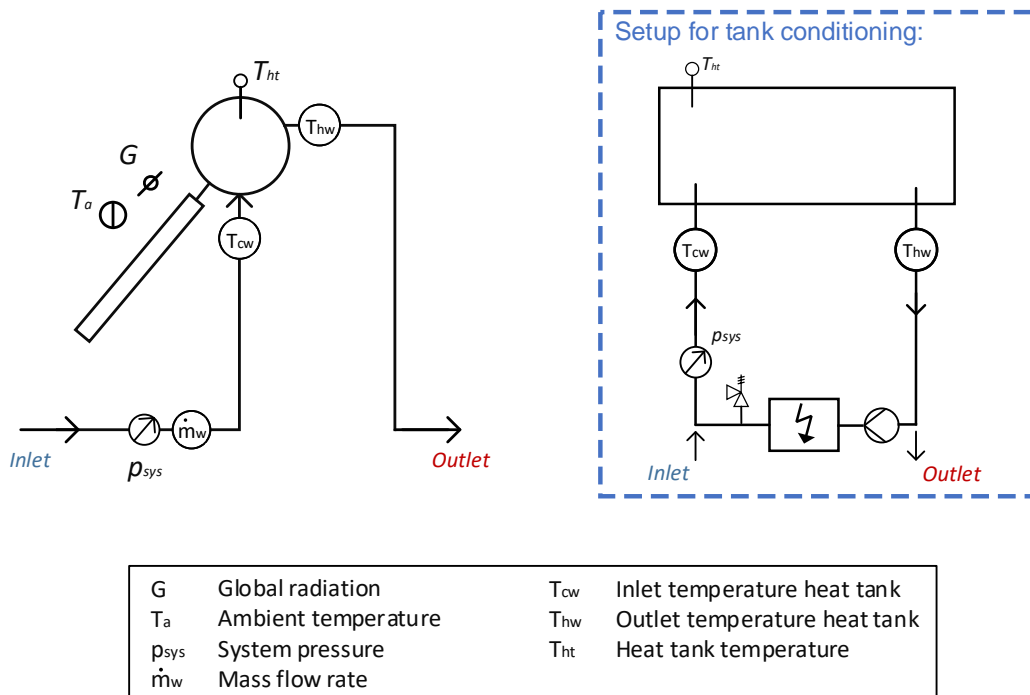 Setup for tank conditioning:
T_ht
T_hw
G
T_a
T_cw
ṁ_w
p_sys
Inlet
Outlet
T_ht
T_cw
T_hw
p_sys
Inlet
Outlet
G Global radiation
T_a Ambient temperature
p_sys System pressure
ṁ_w Mass flow rate
T_cw Inlet temperature heat tank
T_hw Outlet temperature heat tank
T_ht Heat tank temperature